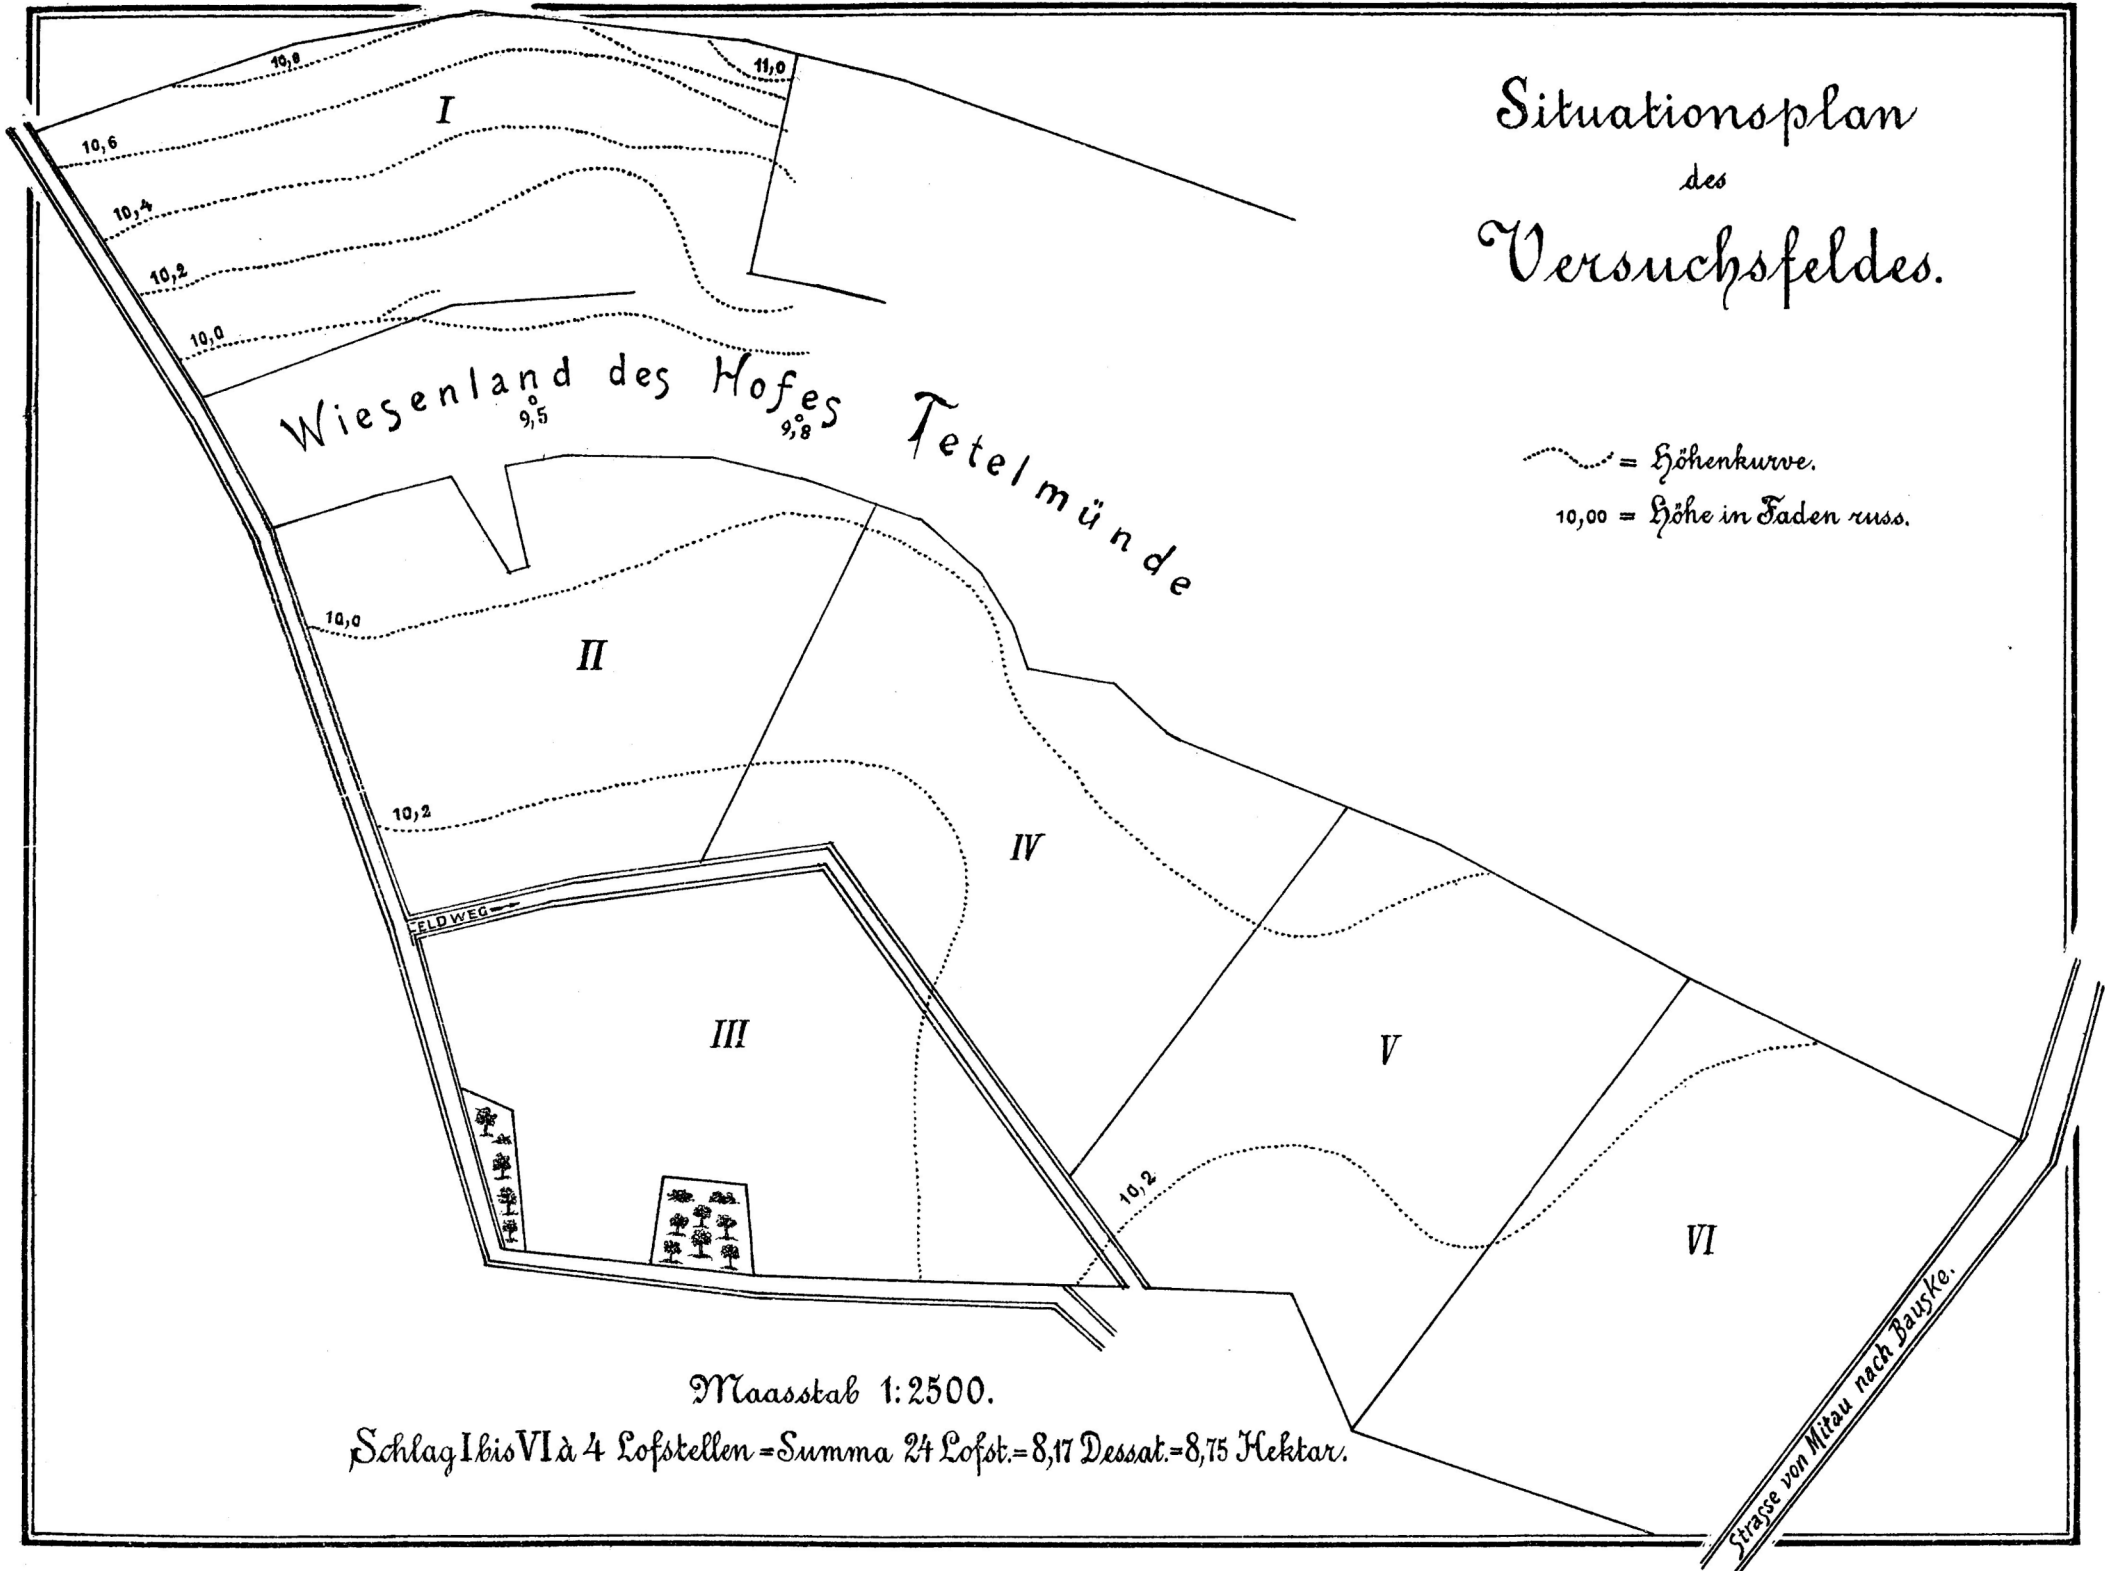 Situationsplan
des
Versuchsfeldes.
= Höhenkurve.
10,00 = Höhe in Faden russ.
10,8
11,0
I
10,6
10,4
10,2
10,0
Wiesenland des Hofes Tetelmünde
9,5
9,8
10,0
II
10,2
IV
FELDWEG
III
V
10,2
VI
Strasse von Mitau nach Bauske.
Maasstab 1:2500.
Schlag I bis VI à 4 Lofstellen = Summa 24 Lofst. = 8,17 Dessat. = 8,75 Hektar.